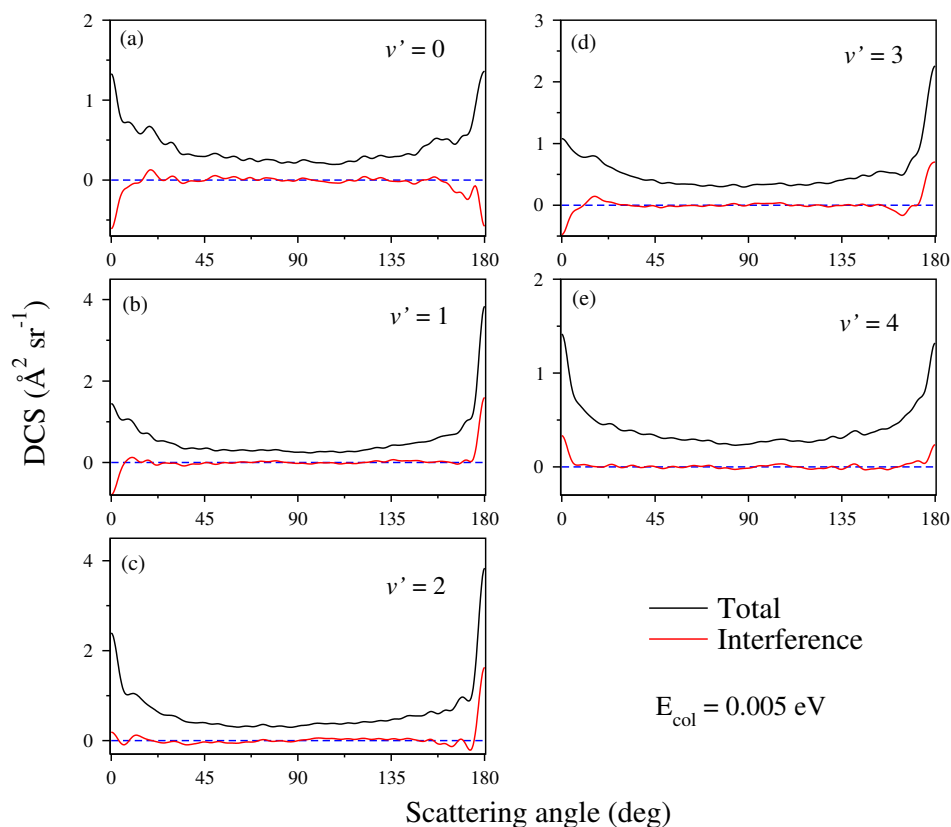 DCS (Å² sr⁻¹)
(a)
v’ = 0
2
1
0
0 45 90 135 180
(b)
v’ = 1
4
2
0
0 45 90 135 180
(c)
v’ = 2
4
2
0
0 45 90 135 180
(d)
v’ = 3
3
2
1
0
0 45 90 135 180
(e)
v’ = 4
2
1
0
0 45 90 135 180
Total
Interference
E_col = 0.005 eV
Scattering angle (deg)